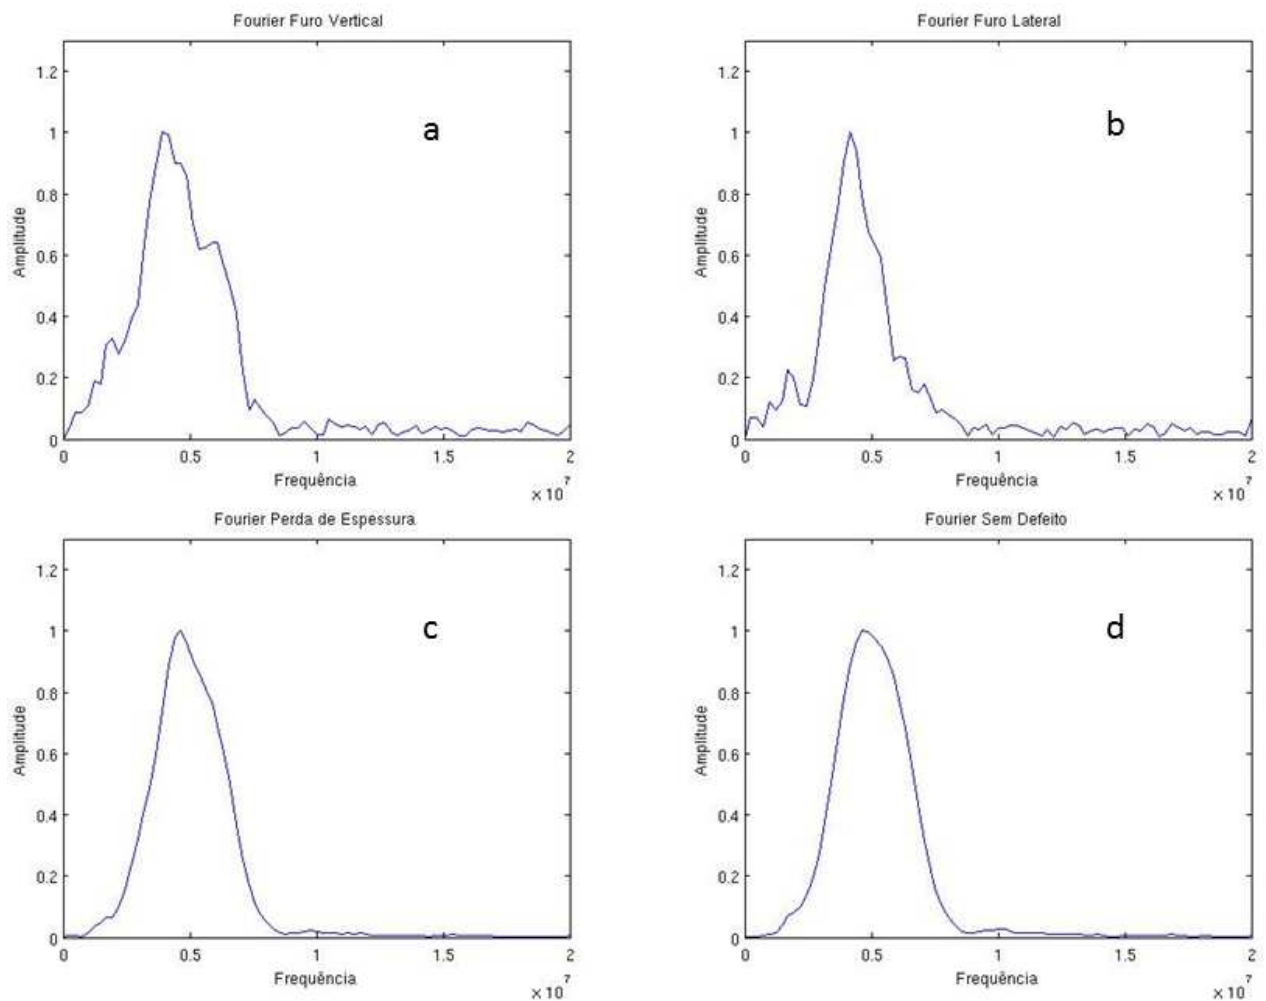 Fourier Furo Vertical
1.2
1
0.8
0.6
0.4
0.2
0
Amplitude
a
0 0.5 1 1.5 2
Frequência
x 10^7
Fourier Furo Lateral
1.2
1
0.8
0.6
0.4
0.2
0
Amplitude
b
0 0.5 1 1.5 2
Frequência
x 10^7
Fourier Perda de Espessura
1.2
1
0.8
0.6
0.4
0.2
0
Amplitude
c
0 0.5 1 1.5 2
Frequência
x 10^7
Fourier Sem Defeito
1.2
1
0.8
0.6
0.4
0.2
0
Amplitude
d
0 0.5 1 1.5 2
Frequência
x 10^7